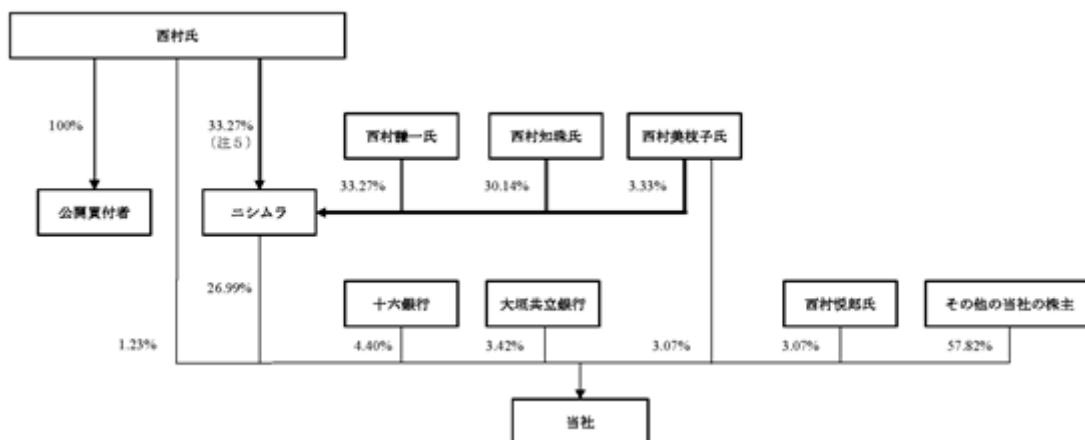 西村氏
100%
33.27%
（注５）
西村謙一氏
西村知珠氏
西村美枝子氏
33.27%
30.14%
3.33%
公開買付者
ニシムラ
26.99%
十六銀行
大垣共立銀行
西村悦郎氏
その他の当社の株主
1.23%
4.40%
3.42%
3.07%
3.07%
57.82%
当社